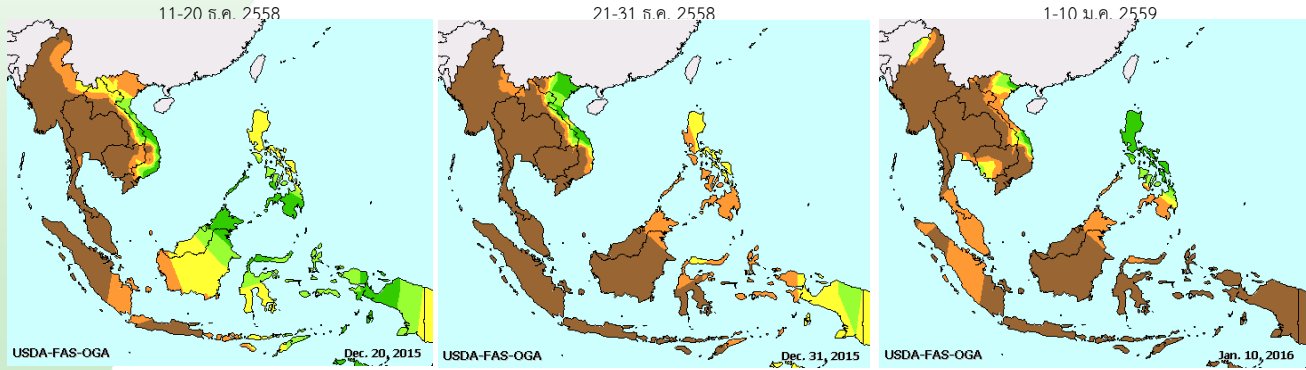 11-20 ธ.ค. 2558
21-31 ธ.ค. 2558
1-10 ม.ค. 2559
USDA-FAS-OGA
Dec. 20, 2015
USDA-FAS-OGA
Dec. 31, 2015
USDA-FAS-OGA
Jan. 10, 2016